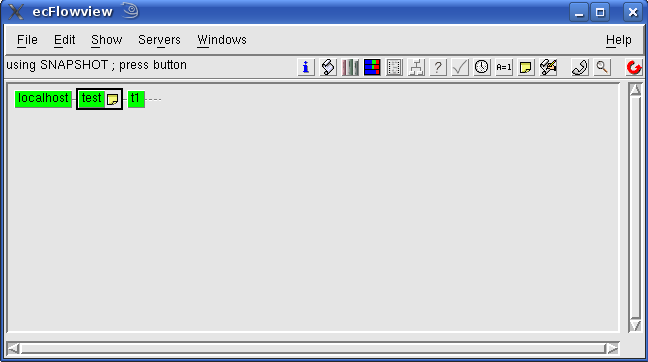 ecFlowview
File Edit Show Servers Windows Help
using SNAPSHOT ; press button
i ? A=1
localhost test t1